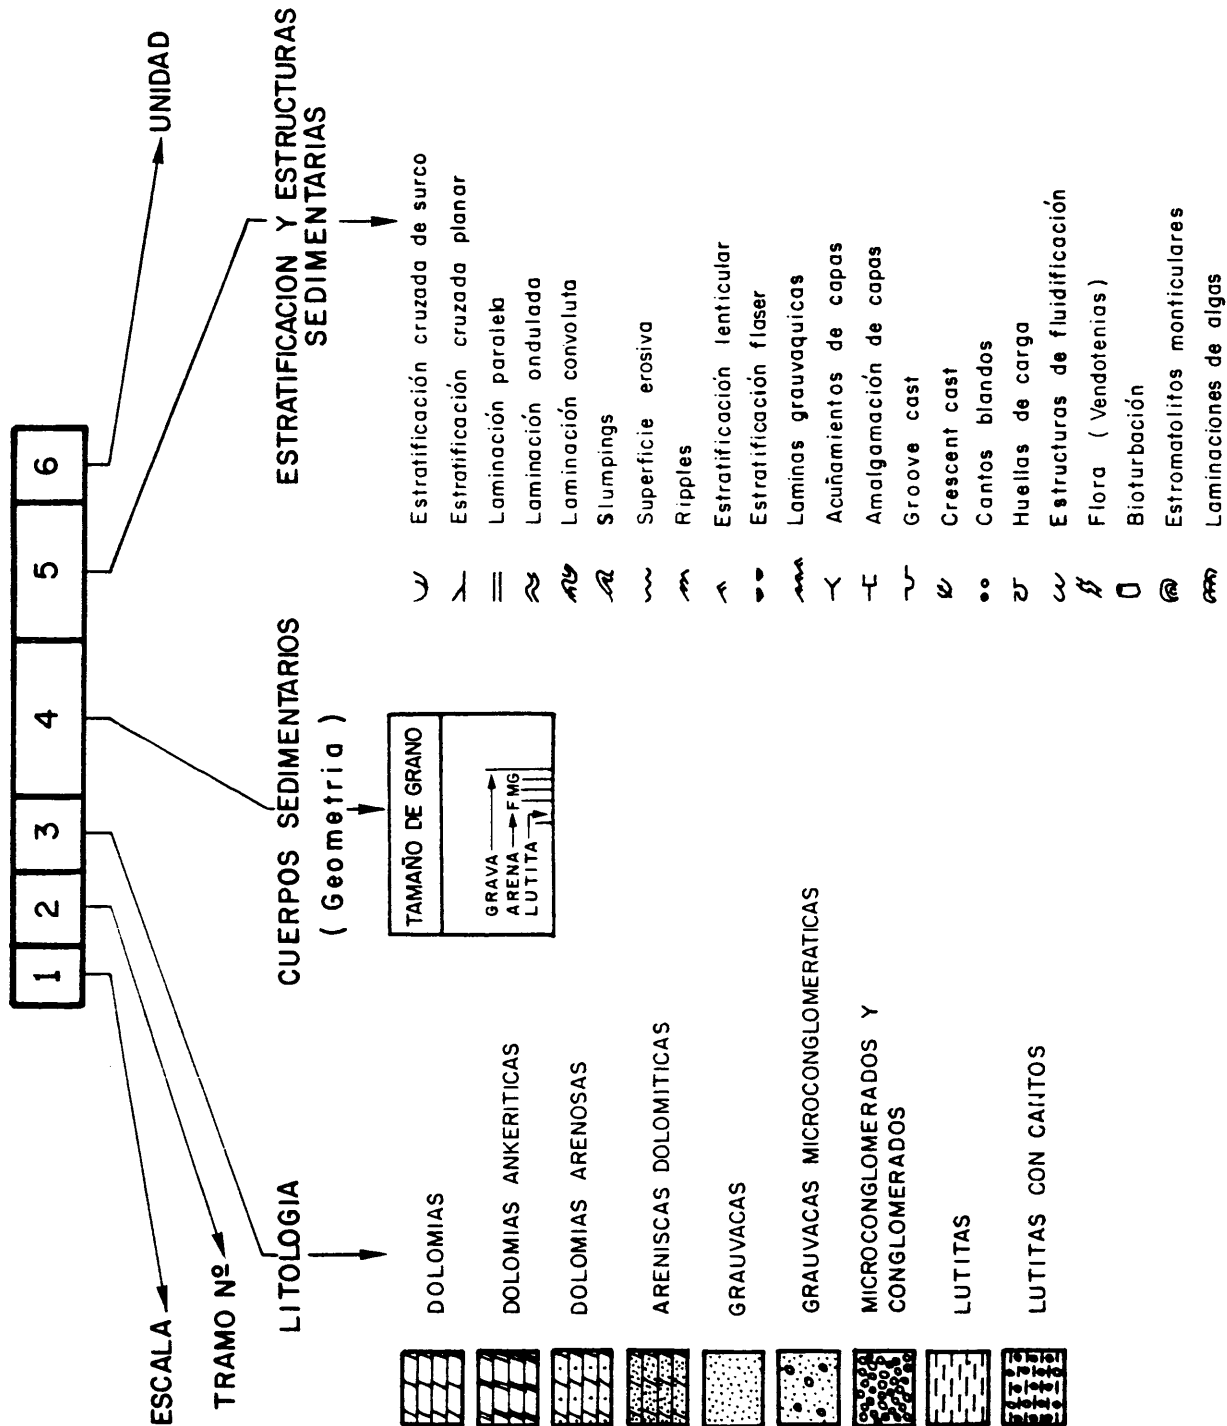 1 2 3 4 5 6
ESCALA
TRAMO Nº
LITOLOGIA
DOLOMIAS
DOLOMIAS ANKERITICAS
DOLOMIAS ARENOSAS
ARENISCAS DOLOMITICAS
GRAUVACAS
GRAUVACAS MICROCONGLOMERATICAS
MICROCONGLOMERADOS Y
CONGLOMERADOS
LUTITAS
LUTITAS CON CANTOS
CUERPOS SEDIMENTARIOS
(Geometria)
TAMAÑO DE GRANO
GRAVA
ARENA FMG
LUTITA
UNIDAD
ESTRATIFICACION Y ESTRUCTURAS
SEDIMENTARIAS
Estratificación cruzada de surco
Estratificación cruzada planar
Laminación paralela
Laminación ondulada
Laminación convoluta
Slumpings
Superficie erosiva
Ripples
Estratificación lenticular
Estratificación flaser
Laminas grauvaquicas
Acuñamientos de capas
Amalgamación de capas
Groove cast
Crescent cast
Cantos blandos
Huellas de carga
Estructuras de fluidificación
Flora (Vendotenias)
Bioturbación
Estromatolitos monticulares
Laminaciones de algas